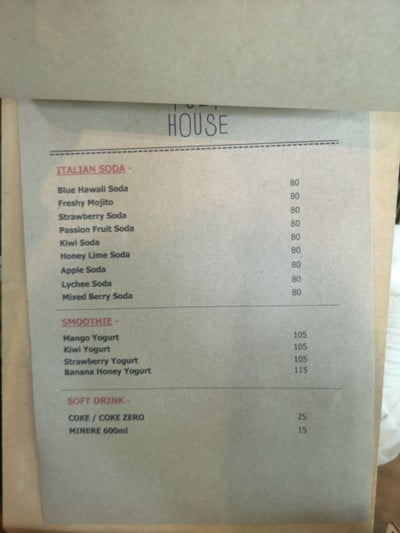 HOUSE
ITALIAN SODA -
Blue Hawaii Soda 80
Freshy Mojito 80
Strawberry Soda 80
Passion Fruit Soda 80
Kiwi Soda 80
Honey Lime Soda 80
Apple Soda 80
Lychee Soda 80
Mixed Berry Soda 80
SMOOTHIE -
Mango Yogurt 105
Kiwi Yogurt 105
Strawberry Yogurt 105
Banana Honey Yogurt 115
SOFT DRINK -
COKE / COKE ZERO 25
MINERE 600ml 15